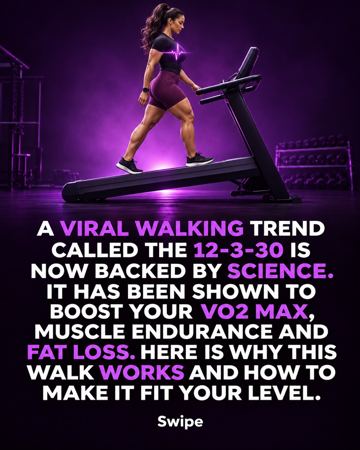 A VIRAL WALKING TREND
CALLED THE 12-3-30 IS
NOW BACKED BY SCIENCE.
IT HAS BEEN SHOWN TO
BOOST YOUR VO2 MAX,
MUSCLE ENDURANCE AND
FAT LOSS. HERE IS WHY THIS
WALK WORKS AND HOW TO
MAKE IT FIT YOUR LEVEL.
Swipe